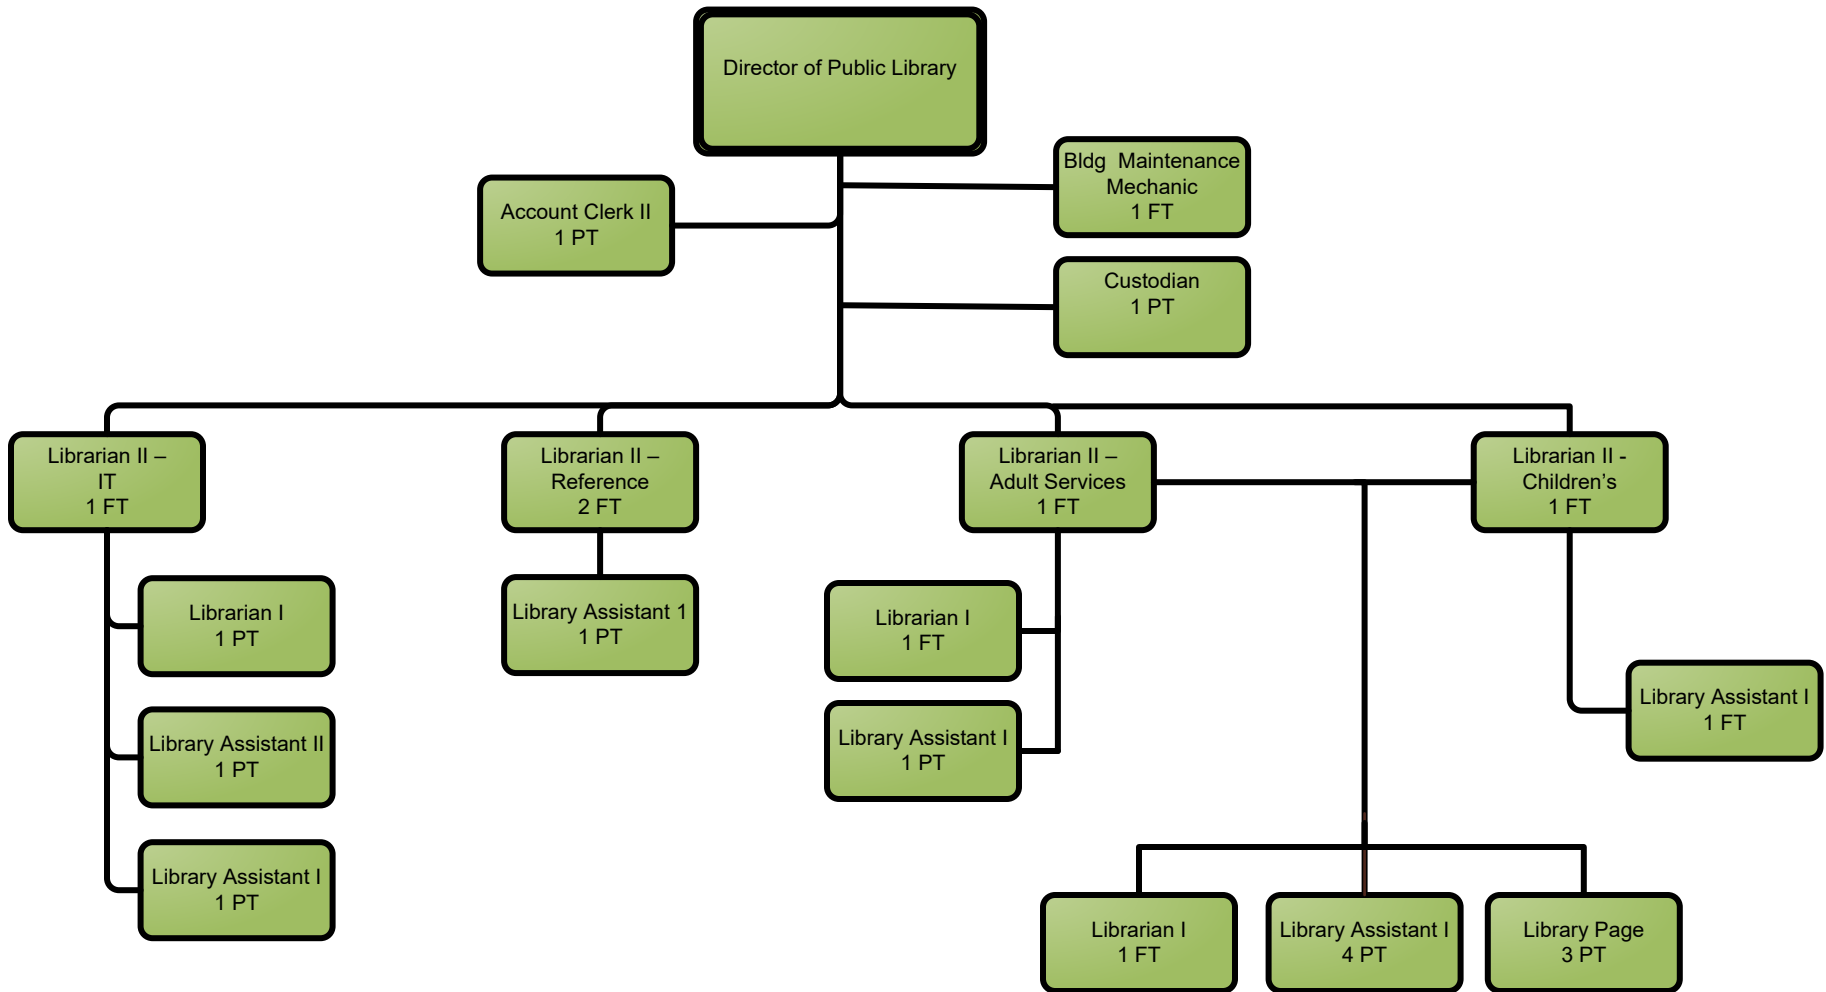 Director of Public Library
Bldg  Maintenance
Mechanic
1 FT
Account Clerk II
1 PT
Custodian
1 PT
Librarian II –
IT
1 FT
Librarian II –
Reference
2 FT
Librarian II –
Adult Services
1 FT
Librarian II -
Children’s
1 FT
Librarian I
1 PT
Library Assistant II
1 PT
Library Assistant I
1 PT
Library Assistant 1
1 PT
Librarian I
1 FT
Library Assistant I
1 PT
Library Assistant I
1 FT
Librarian I
1 FT
Library Assistant I
4 PT
Library Page
3 PT